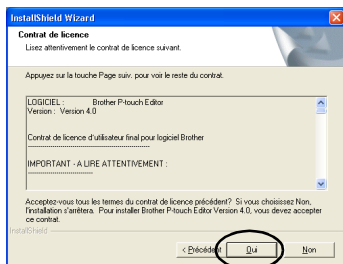 InstallShield Wizard
Contrat de licence
Lisez attentivement le contrat de licence suivant.
Appuyez sur la touche Page suiv. pour voir le reste du contrat.
LOGICIEL : Brother P-touch Editor
Version : Version 4.0
Contrat de licence d'utilisateur final pour logiciel Brother
--------------------------------------------------------
IMPORTANT - A LIRE ATTENTIVEMENT :
------------------------------
Acceptez-vous tous les termes du contrat de licence précédent? Si vous choisissez Non,
l'installation s'arrêtera. Pour installer Brother P-touch Editor Version 4.0, vous devez accepter
ce contrat.
InstallShield
< Précédent Oui Non